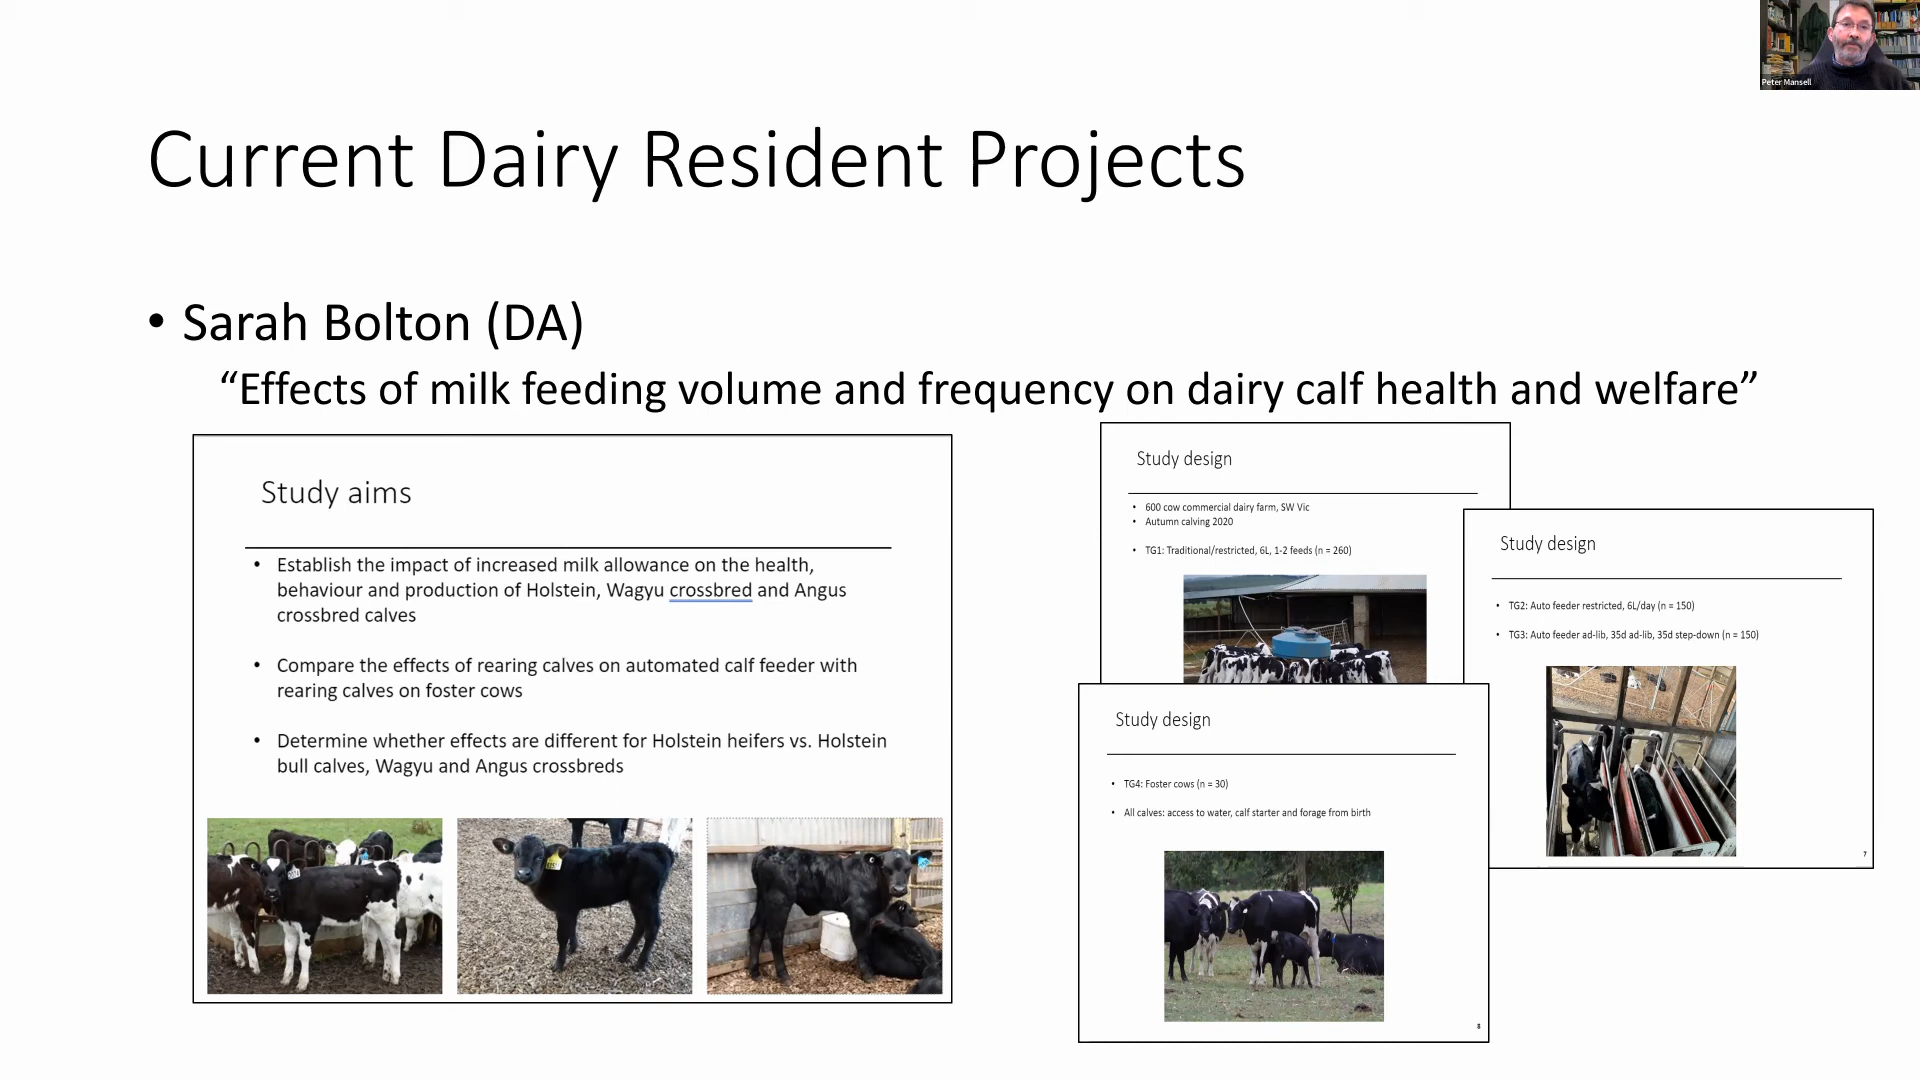 Peter Mansell
Current Dairy Resident Projects
• Sarah Bolton (DA)
“Effects of milk feeding volume and frequency on dairy calf health and welfare”
Study aims
• Establish the impact of increased milk allowance on the health,
behaviour and production of Holstein, Wagyu crossbred and Angus
crossbred calves
• Compare the effects of rearing calves on automated calf feeder with
rearing calves on foster cows
• Determine whether effects are different for Holstein heifers vs. Holstein
bull calves, Wagyu and Angus crossbreds
Study design
• 600 cow commercial dairy farm, SW Vic
• Autumn calving 2020
• TG1: Traditional/restricted, 6L, 1-2 feeds (n = 260)
Study design
• TG2: Auto feeder restricted, 6L/day (n = 150)
• TG3: Auto feeder ad-lib, 35d ad-lib, 35d step-down (n = 150)
7
Study design
• TG4: Foster cows (n = 30)
• All calves: access to water, calf starter and forage from birth
8